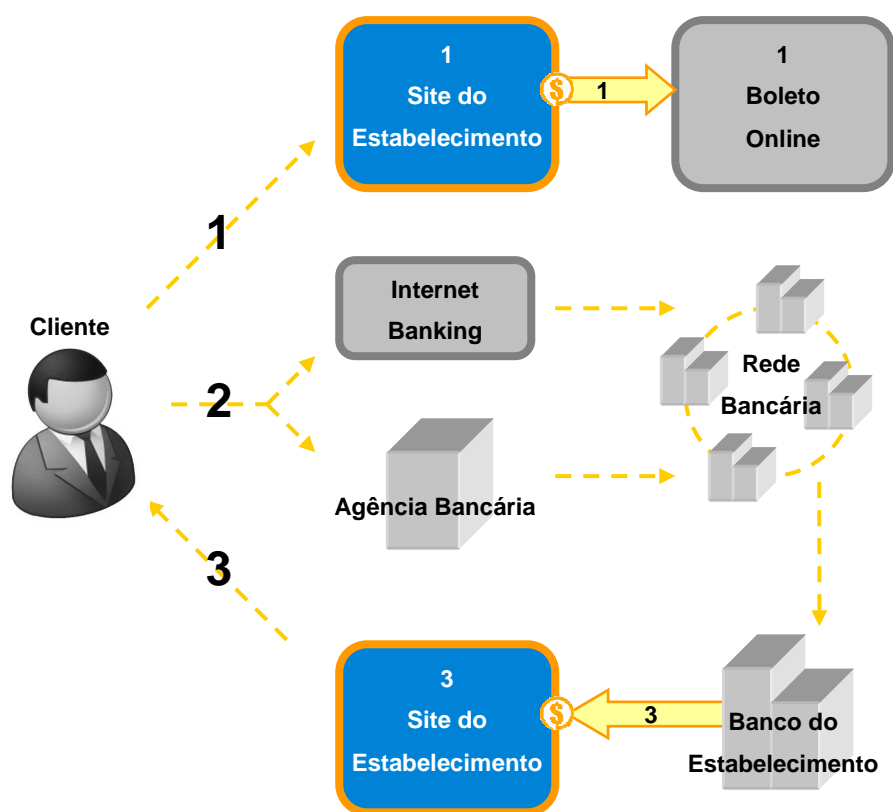 1
Site do
Estabelecimento
$
1
1
Boleto
Online
1
Cliente
Internet
Banking
2
Rede
Bancária
Agência Bancária
3
3
Site do
Estabelecimento
$
3
Banco do
Estabelecimento